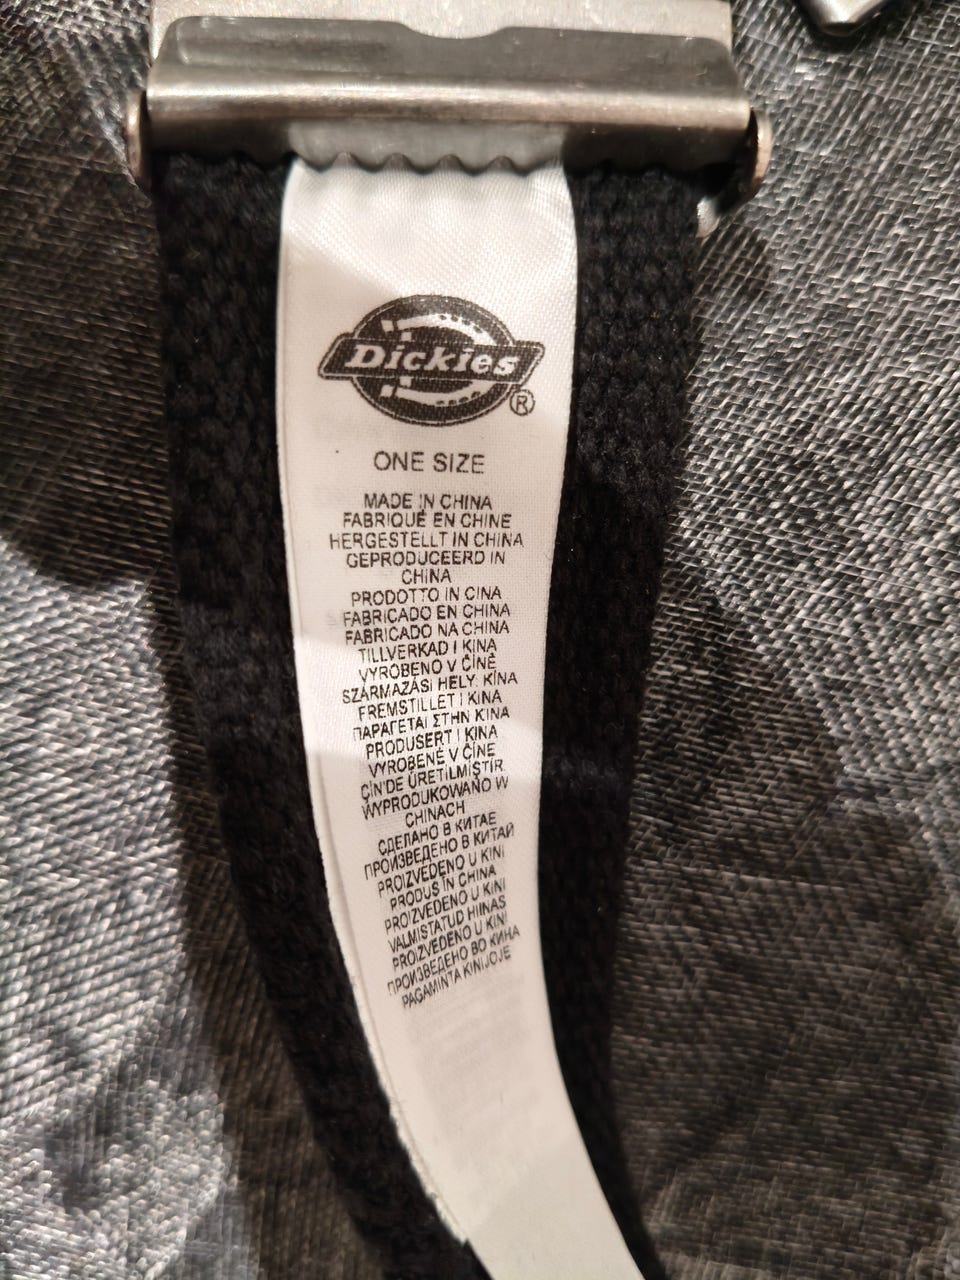 Dickies®
ONE SIZE
MADE IN CHINA
FABRIQUÉ EN CHINE
HERGESTELLT IN CHINA
GEPRODUCEERD IN
CHINA
PRODOTTO IN CINA
FABRICADO EN CHINA
FABRICADO NA CHINA
TILLVERKAD I KINA
VYROBENO V ČÍNĚ
SZÁRMAZÁSI HELY: KÍNA
FREMSTILLET I KINA
ΠΑΡΑΓΕΤΑΙ ΣΤΗΝ ΚΙΝΑ
PRODUSERT I KINA
VYROBENÉ V ČÍNE
ÇİN'DE ÜRETİLMİŞTİR
WYPRODUKOWANO W
CHINACH
СДЕЛАНО В КИТАЕ
ПРОИЗВЕДЕНО В КИТАЙ
PROIZVEDENO U KINI
PRODUS ÎN CHINA
PROIZVEDENO U KINI
VALMISTATUD HIINAS
PROIZVEDENO U KINI
ПРОИЗВЕДЕНО ВО КИНА
PAGAMINTA KINIJOJE